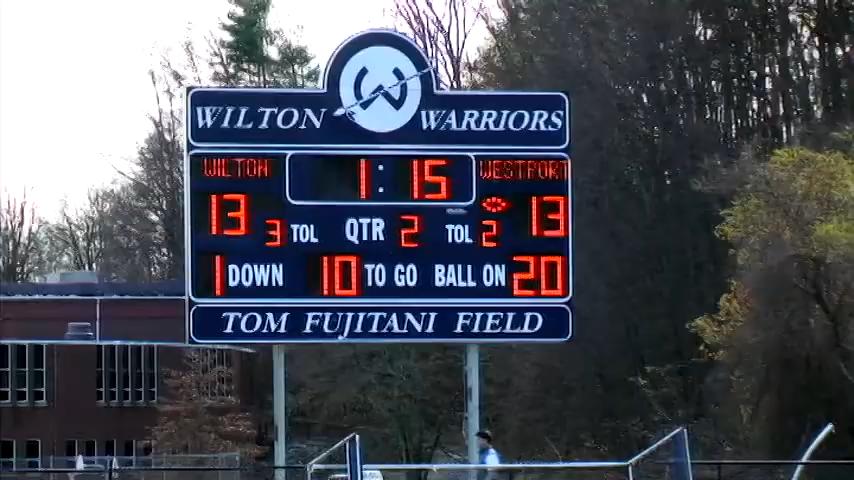 W
WILTON WARRIORS
WILTON 1:15 WESTPORT
13 3 TOL QTR 2 TOL 2 13
1 DOWN 10 TO GO BALL ON 20
TOM FUJITANI FIELD